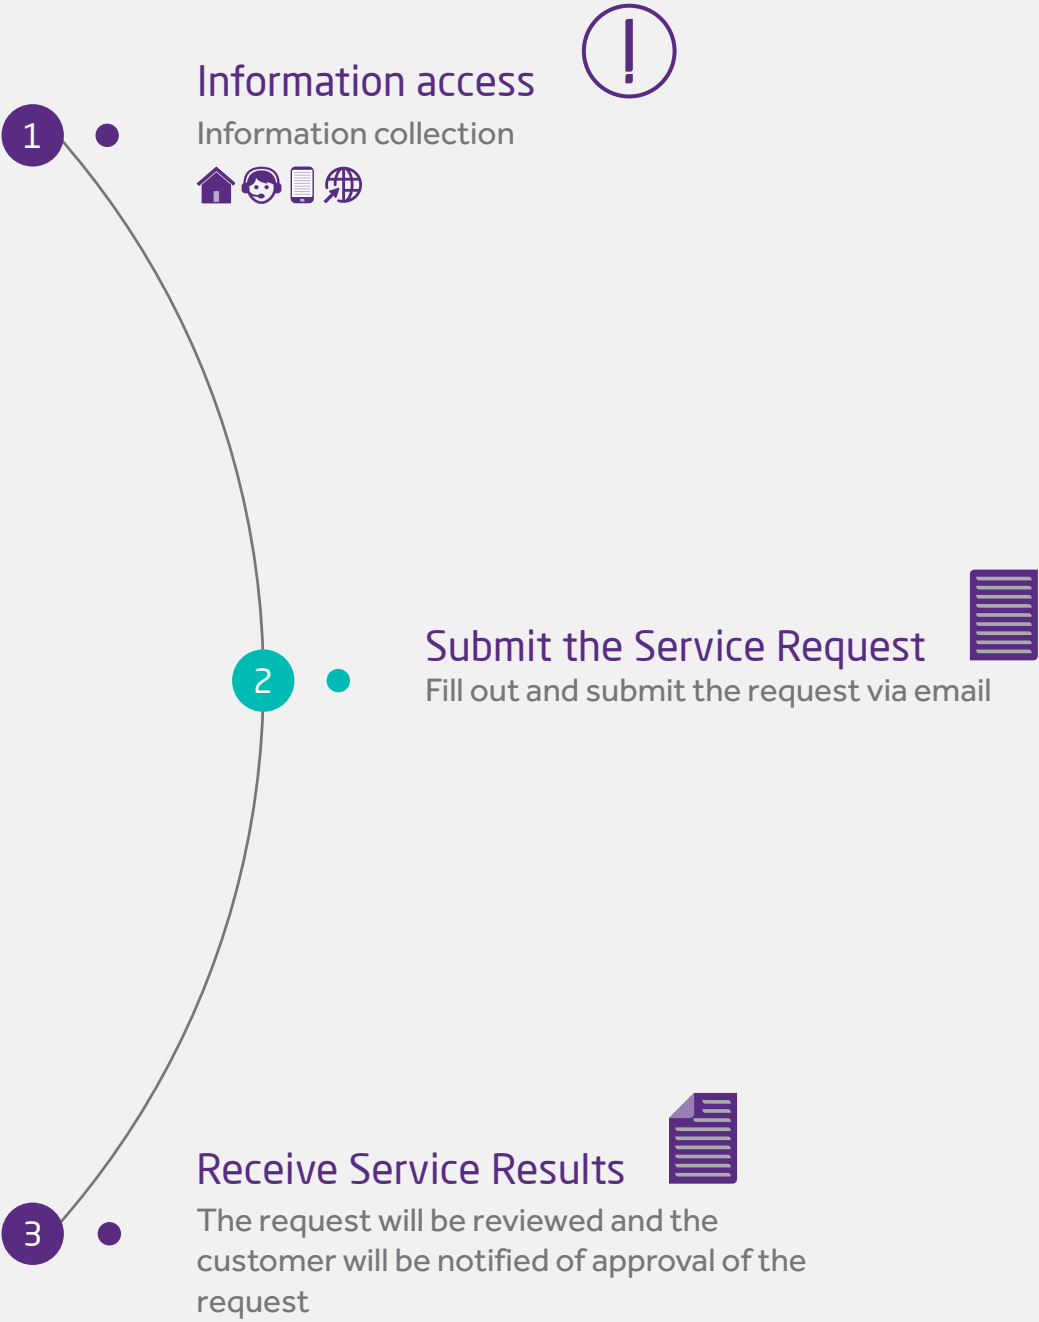 Information access
1
Information collection
Submit the Service Request
2
Fill out and submit the request via email
Receive Service Results
3
The request will be reviewed and the
customer will be notified of approval of the
request